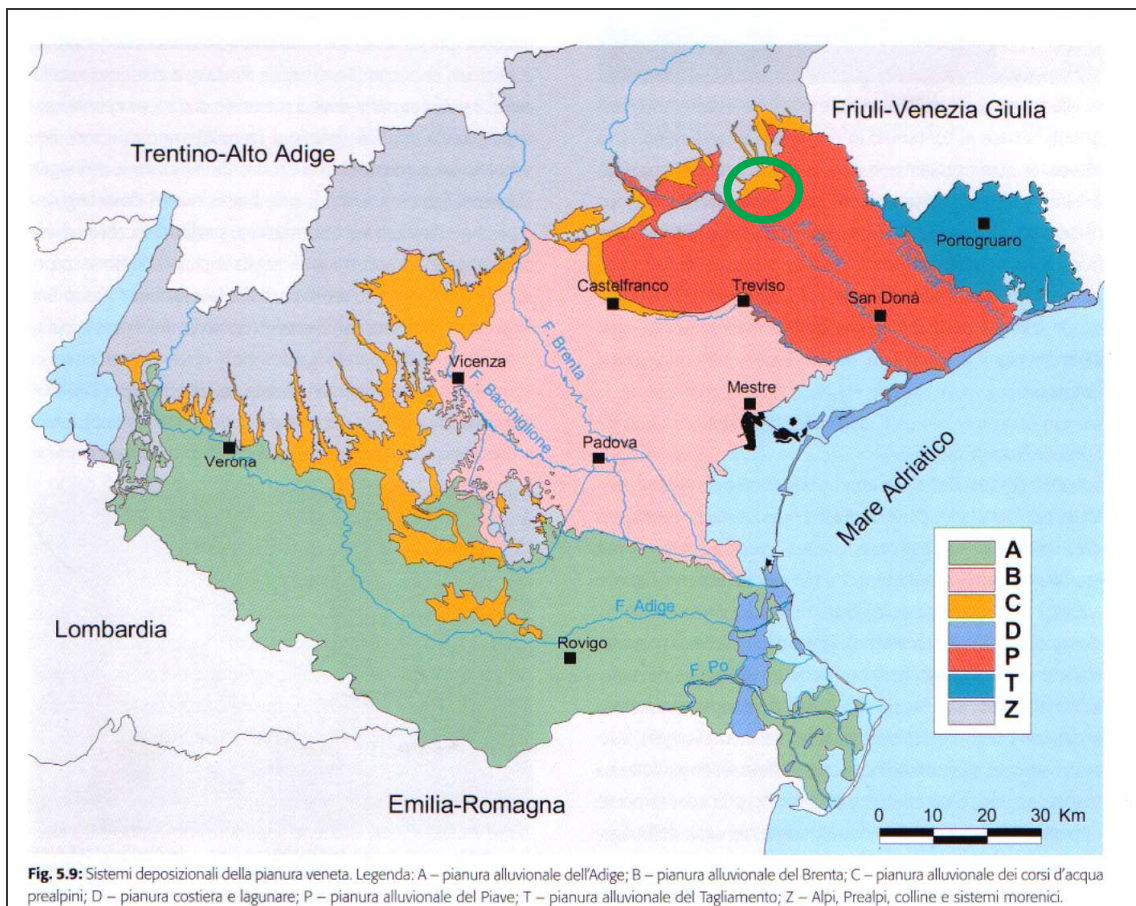 Friuli-Venezia Giulia
Trentino-Alto Adige
Portogruaro
F. Piave
Castelfranco
Treviso
San Donà
F. Brenta
Vicenza
F. Bacchiglione
Mestre
Verona
Padova
Mare Adriatico
A
B
C
D
P
T
Z
F. Adige
Lombardia
Rovigo
F. Po
Emilia-Romagna
0 10 20 30 Km
Fig. 5.9: Sistemi deposizionali della pianura veneta. Legenda: A – pianura alluvionale dell'Adige; B – pianura alluvionale del Brenta; C – pianura alluvionale dei corsi d'acqua
prealpini; D – pianura costiera e lagunare; P – pianura alluvionale del Piave; T – pianura alluvionale del Tagliamento; Z – Alpi, Prealpi, colline e sistemi morenici.